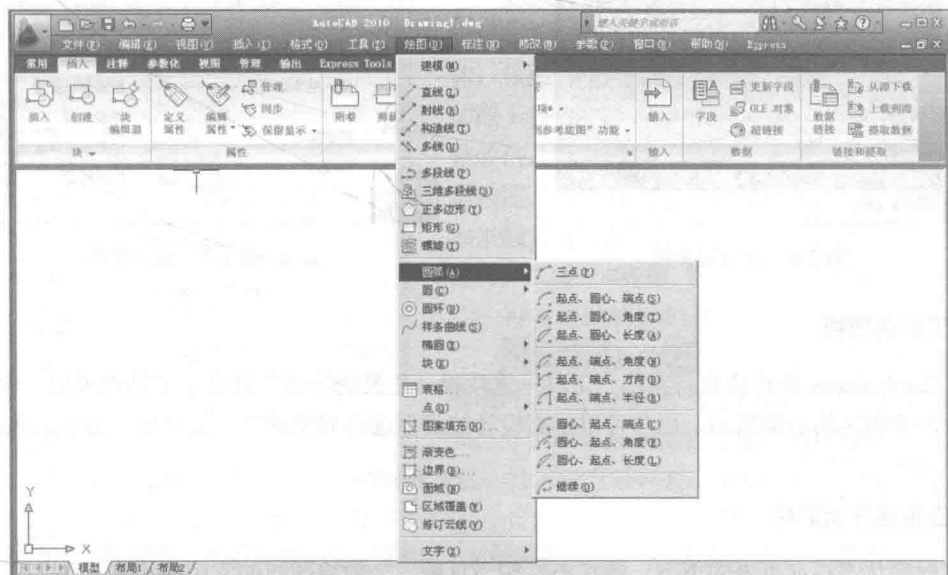 AutoCAD 2010 Drawing1.dwg 键入关键字或短语
文件(F) 编辑(E) 视图(V) 插入(I) 格式(O) 工具(T) 绘图(D) 标注(N) 修改(M) 参数(P) 窗口(W) 帮助(H) Express
常用 插入 注释 参数化 视图 管理 输出 Express Tools
插入 创建 块编辑器 定义属性 编辑属性 管理 同步 保留显示 附着
输入 字段 更新字段 OLE 对象 超链接 数据链接 从源下载 上载到源 提取数据
块 属性 输入 数据 链接和提取
建模(M)
直线(L)
射线(R)
构造线(T)
多线(U)
多段线(P)
三维多段线(3)
正多边形(Y)
矩形(G)
螺旋(I)
圆弧(A)
圆(C)
圆环(D)
样条曲线(S)
椭圆(E)
块(K)
表格...
点(O)
图案填充(H)...
渐变色...
边界(B)...
面域(N)
区域覆盖(W)
修订云线(V)
文字(X)
三点(P)
起点、圆心、端点(S)
起点、圆心、角度(T)
起点、圆心、长度(A)
起点、端点、角度(N)
起点、端点、方向(D)
起点、端点、半径(R)
圆心、起点、端点(C)
圆心、起点、角度(E)
圆心、起点、长度(L)
继续(O)
Y
X
模型 布局1 布局2